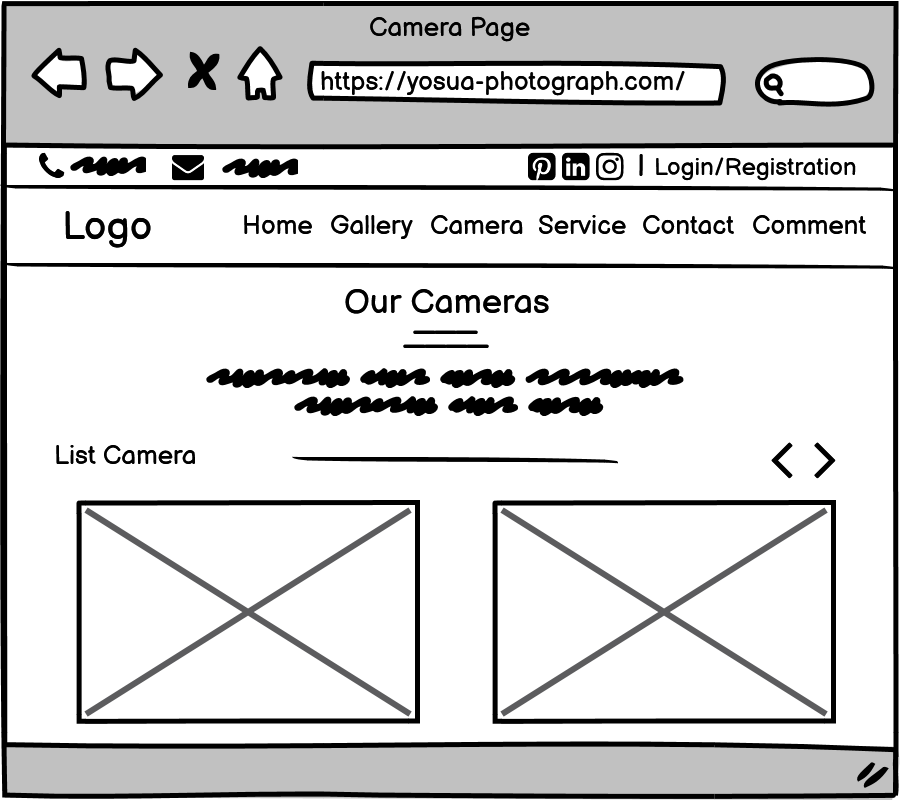 Camera Page
https://yosua-photograph.com/
Login/Registration
Logo
Home Gallery Camera Service Contact Comment
Our Cameras
List Camera